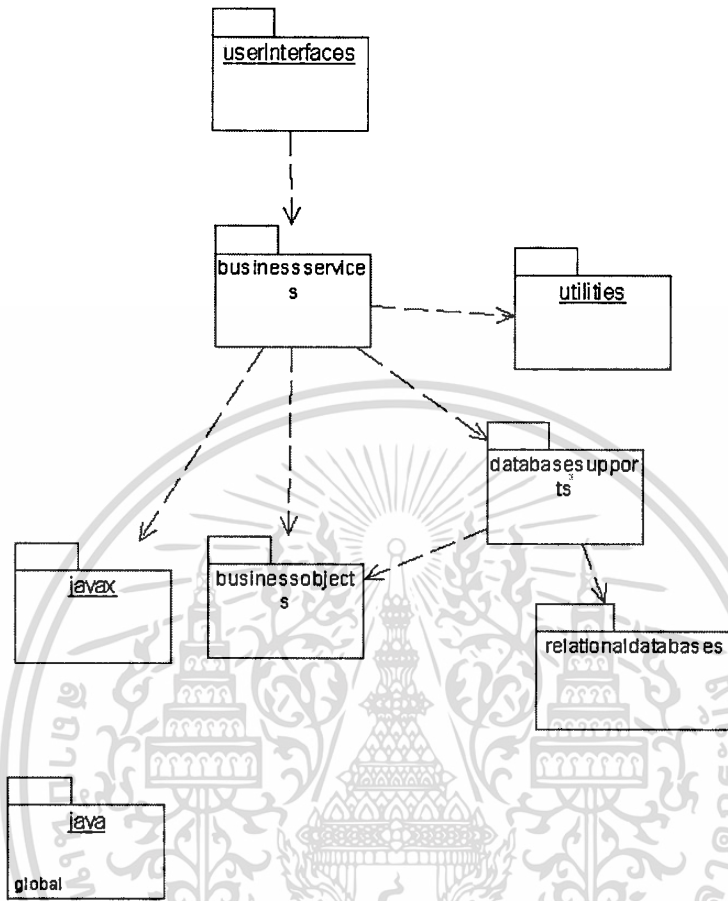 userInterfaces
businessservice
s
utilities
databasesuppor
ts
javax
businessobject
s
relationaldatabases
java
global